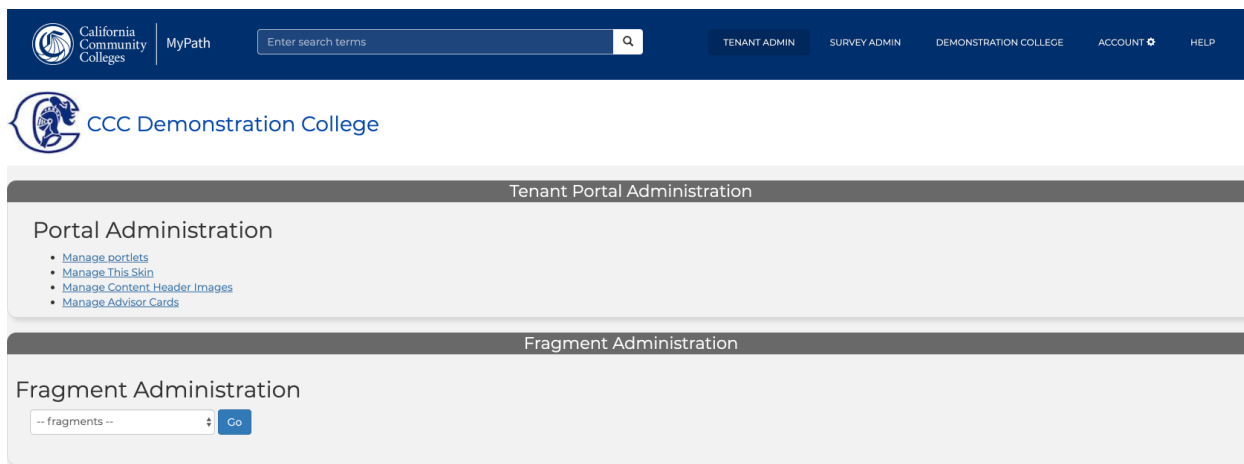 California
Community
Colleges
MyPath
Enter search terms
TENANT ADMIN
SURVEY ADMIN
DEMONSTRATION COLLEGE
ACCOUNT
HELP
CCC Demonstration College
Tenant Portal Administration
Portal Administration
Manage portlets
Manage This Skin
Manage Content Header Images
Manage Advisor Cards
Fragment Administration
Fragment Administration
-- fragments --
Go